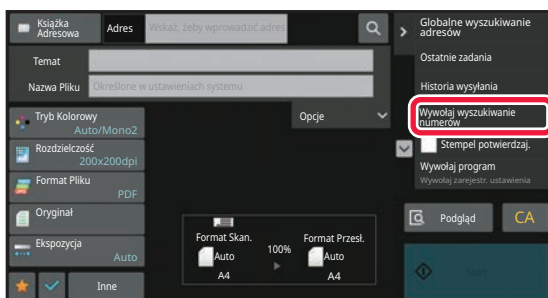 Książka
Adresowa
Adres
Wskaż, żeby wprowadzić adres
Temat
Nazwa Pliku
Określone w ustawieniach systemu
Tryb Kolorowy
Auto/Mono2
Rozdzielczość
200x200dpi
Format Pliku
PDF
Oryginał
Ekspozycja
Auto
Inne
Opcje
Format Skan.
Auto
A4
100%
Format Przesł.
Auto
A4
Globalne wyszukiwanie
adresów
Ostatnie zadania
Historia wysyłania
Wywołaj wyszukiwanie
numerów
Stempel potwierdzaj.
Wywołaj program
Wywołaj zarejestr. ustawienia
Podgląd
CA
Start